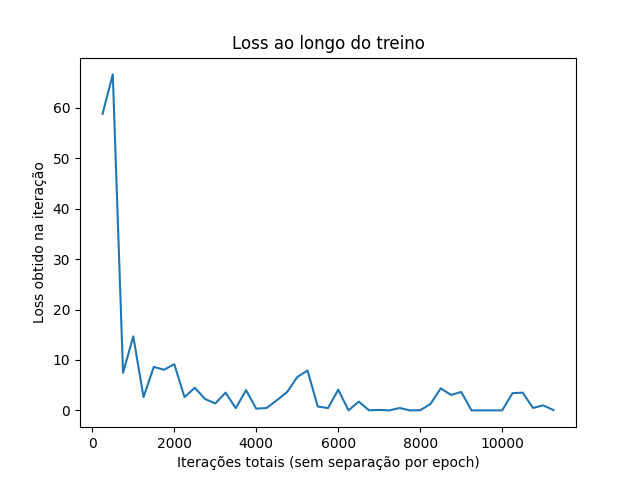 Loss ao longo do treino
Loss obtido na iteração
60
50
40
30
20
10
0
0 2000 4000 6000 8000 10000
Iterações totais (sem separação por epoch)